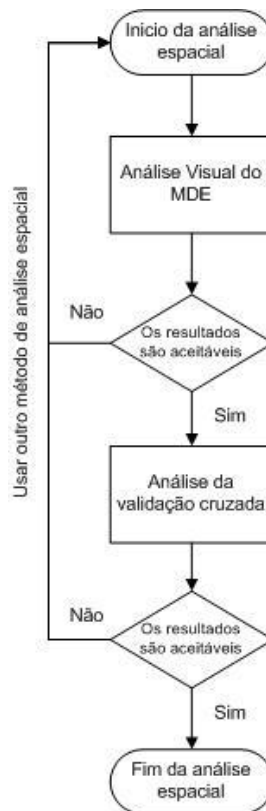 Inicio da análise
espacial
Análise Visual do
MDE
Não
Os resultados
são aceitáveis
Sim
Usar outro método de análise espacial
Análise da
validação cruzada
Não
Os resultados
são aceitáveis
Sim
Fim da análise
espacial